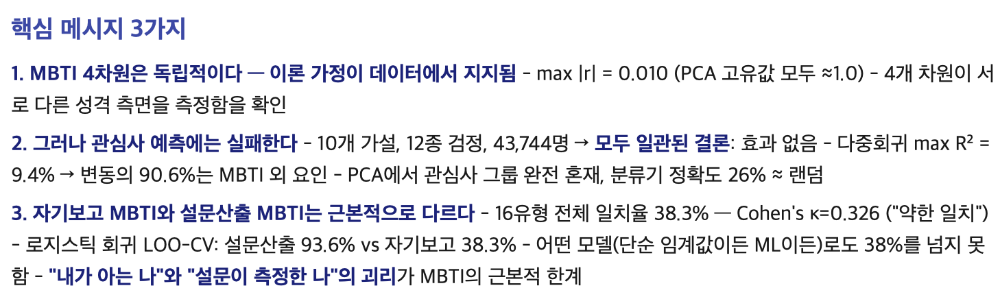 핵심 메시지 3가지
1. MBTI 4차원은 독립적이다 — 이론 가정이 데이터에서 지지됨 - max |r| = 0.010 (PCA 고유값 모두 ≈1.0) - 4개 차원이 서
로 다른 성격 측면을 측정함을 확인
2. 그러나 관심사 예측에는 실패한다 - 10개 가설, 12종 검정, 43,744명 → 모두 일관된 결론: 효과 없음 - 다중회귀 max R² =
9.4% → 변동의 90.6%는 MBTI 외 요인 - PCA에서 관심사 그룹 완전 혼재, 분류기 정확도 26% ≈ 랜덤
3. 자기보고 MBTI와 설문산출 MBTI는 근본적으로 다르다 - 16유형 전체 일치율 38.3% — Cohen's κ=0.326 ("약한 일치")
- 로지스틱 회귀 LOO-CV: 설문산출 93.6% vs 자기보고 38.3% - 어떤 모델(단순 임계값이든 ML이든)로도 38%를 넘지 못
함 - "내가 아는 나"와 "설문이 측정한 나"의 괴리가 MBTI의 근본적 한계